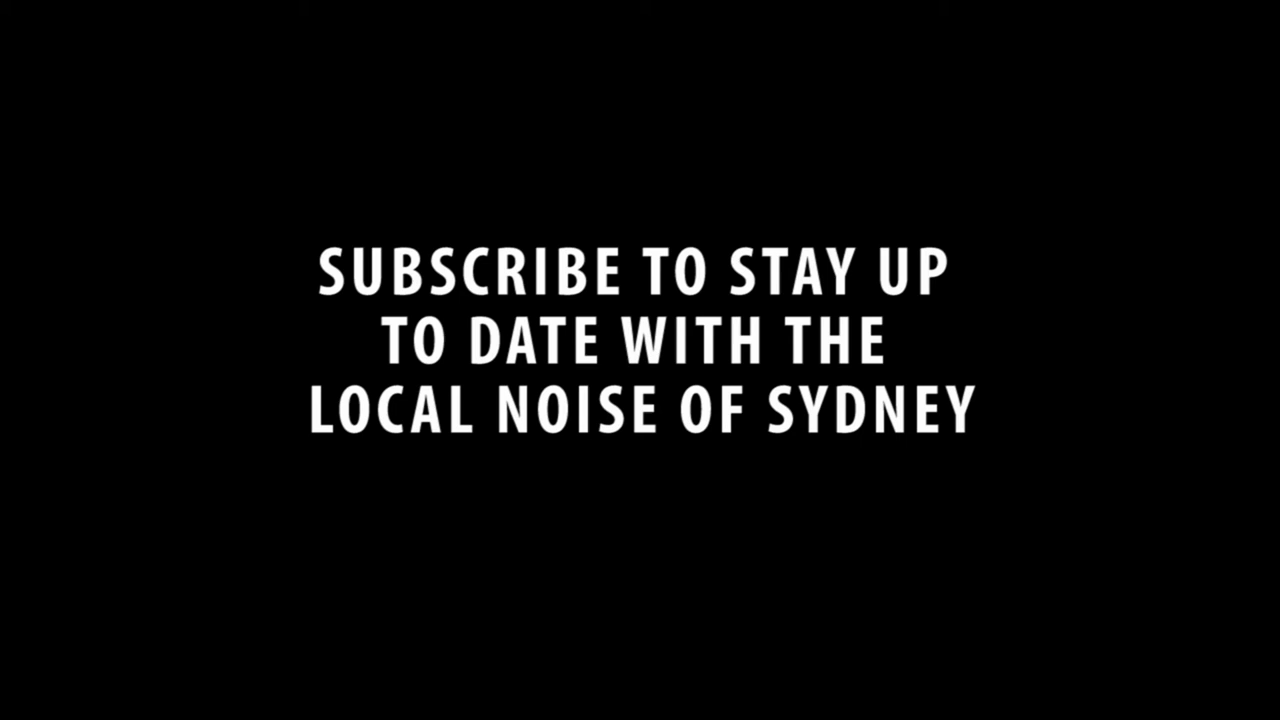 SUBSCRIBE TO STAY UP
TO DATE WITH THE
LOCAL NOISE OF SYDNEY